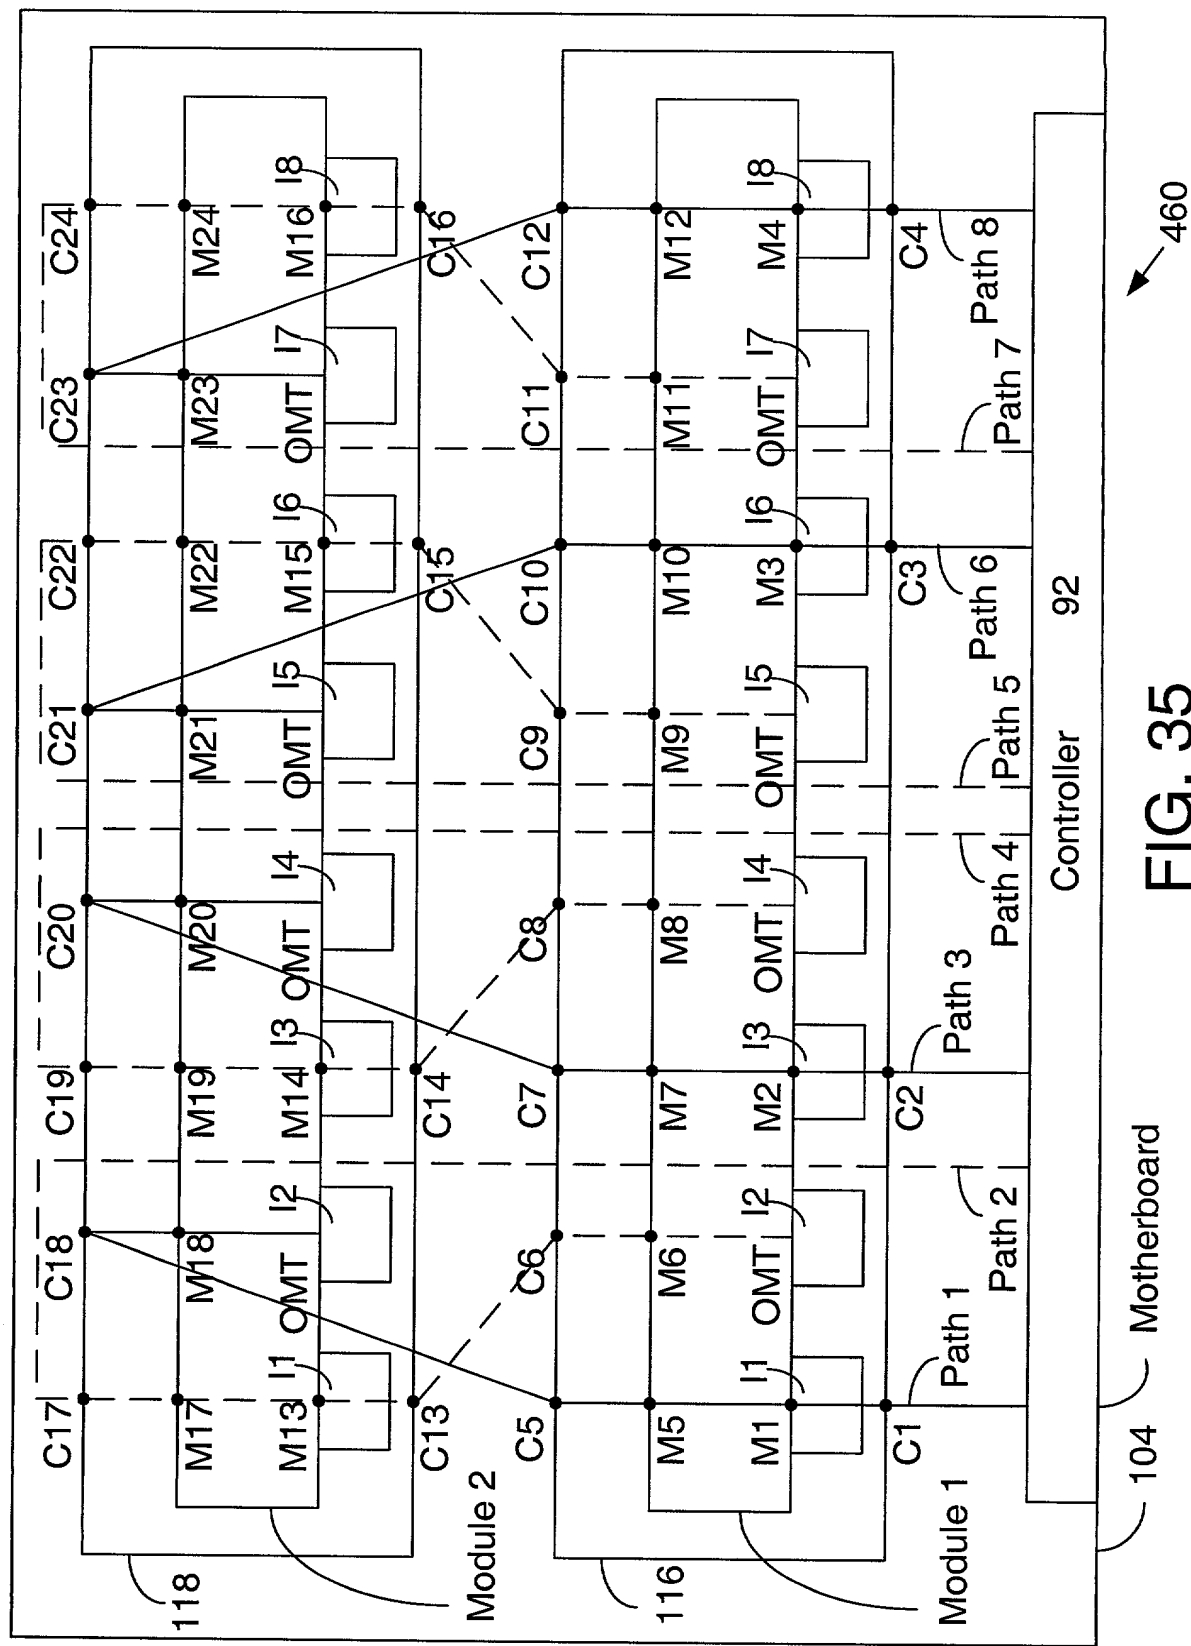 C17
C18
C19
C20
C21
C22
C23
C24
M17
M18
M19
M20
M21
M22
M23
M24
M13
I1
OMT
I2
M14
I3
OMT
I4
OMT
I5
M15
I6
OMT
I7
M16
I8
118
Module 2
C13
C14
C15
C16
C5
C6
C7
C8
C9
C10
C11
C12
M5
M6
M7
M8
M9
M10
M11
M12
M1
I1
OMT
I2
M2
I3
OMT
I4
OMT
I5
M3
I6
OMT
I7
M4
I8
116
Module 1
C1
C2
C3
C4
Path 1
Path 2
Path 3
Path 4
Path 5
Path 6
Path 7
Path 8
Controller 92
104
Motherboard
460
FIG. 35